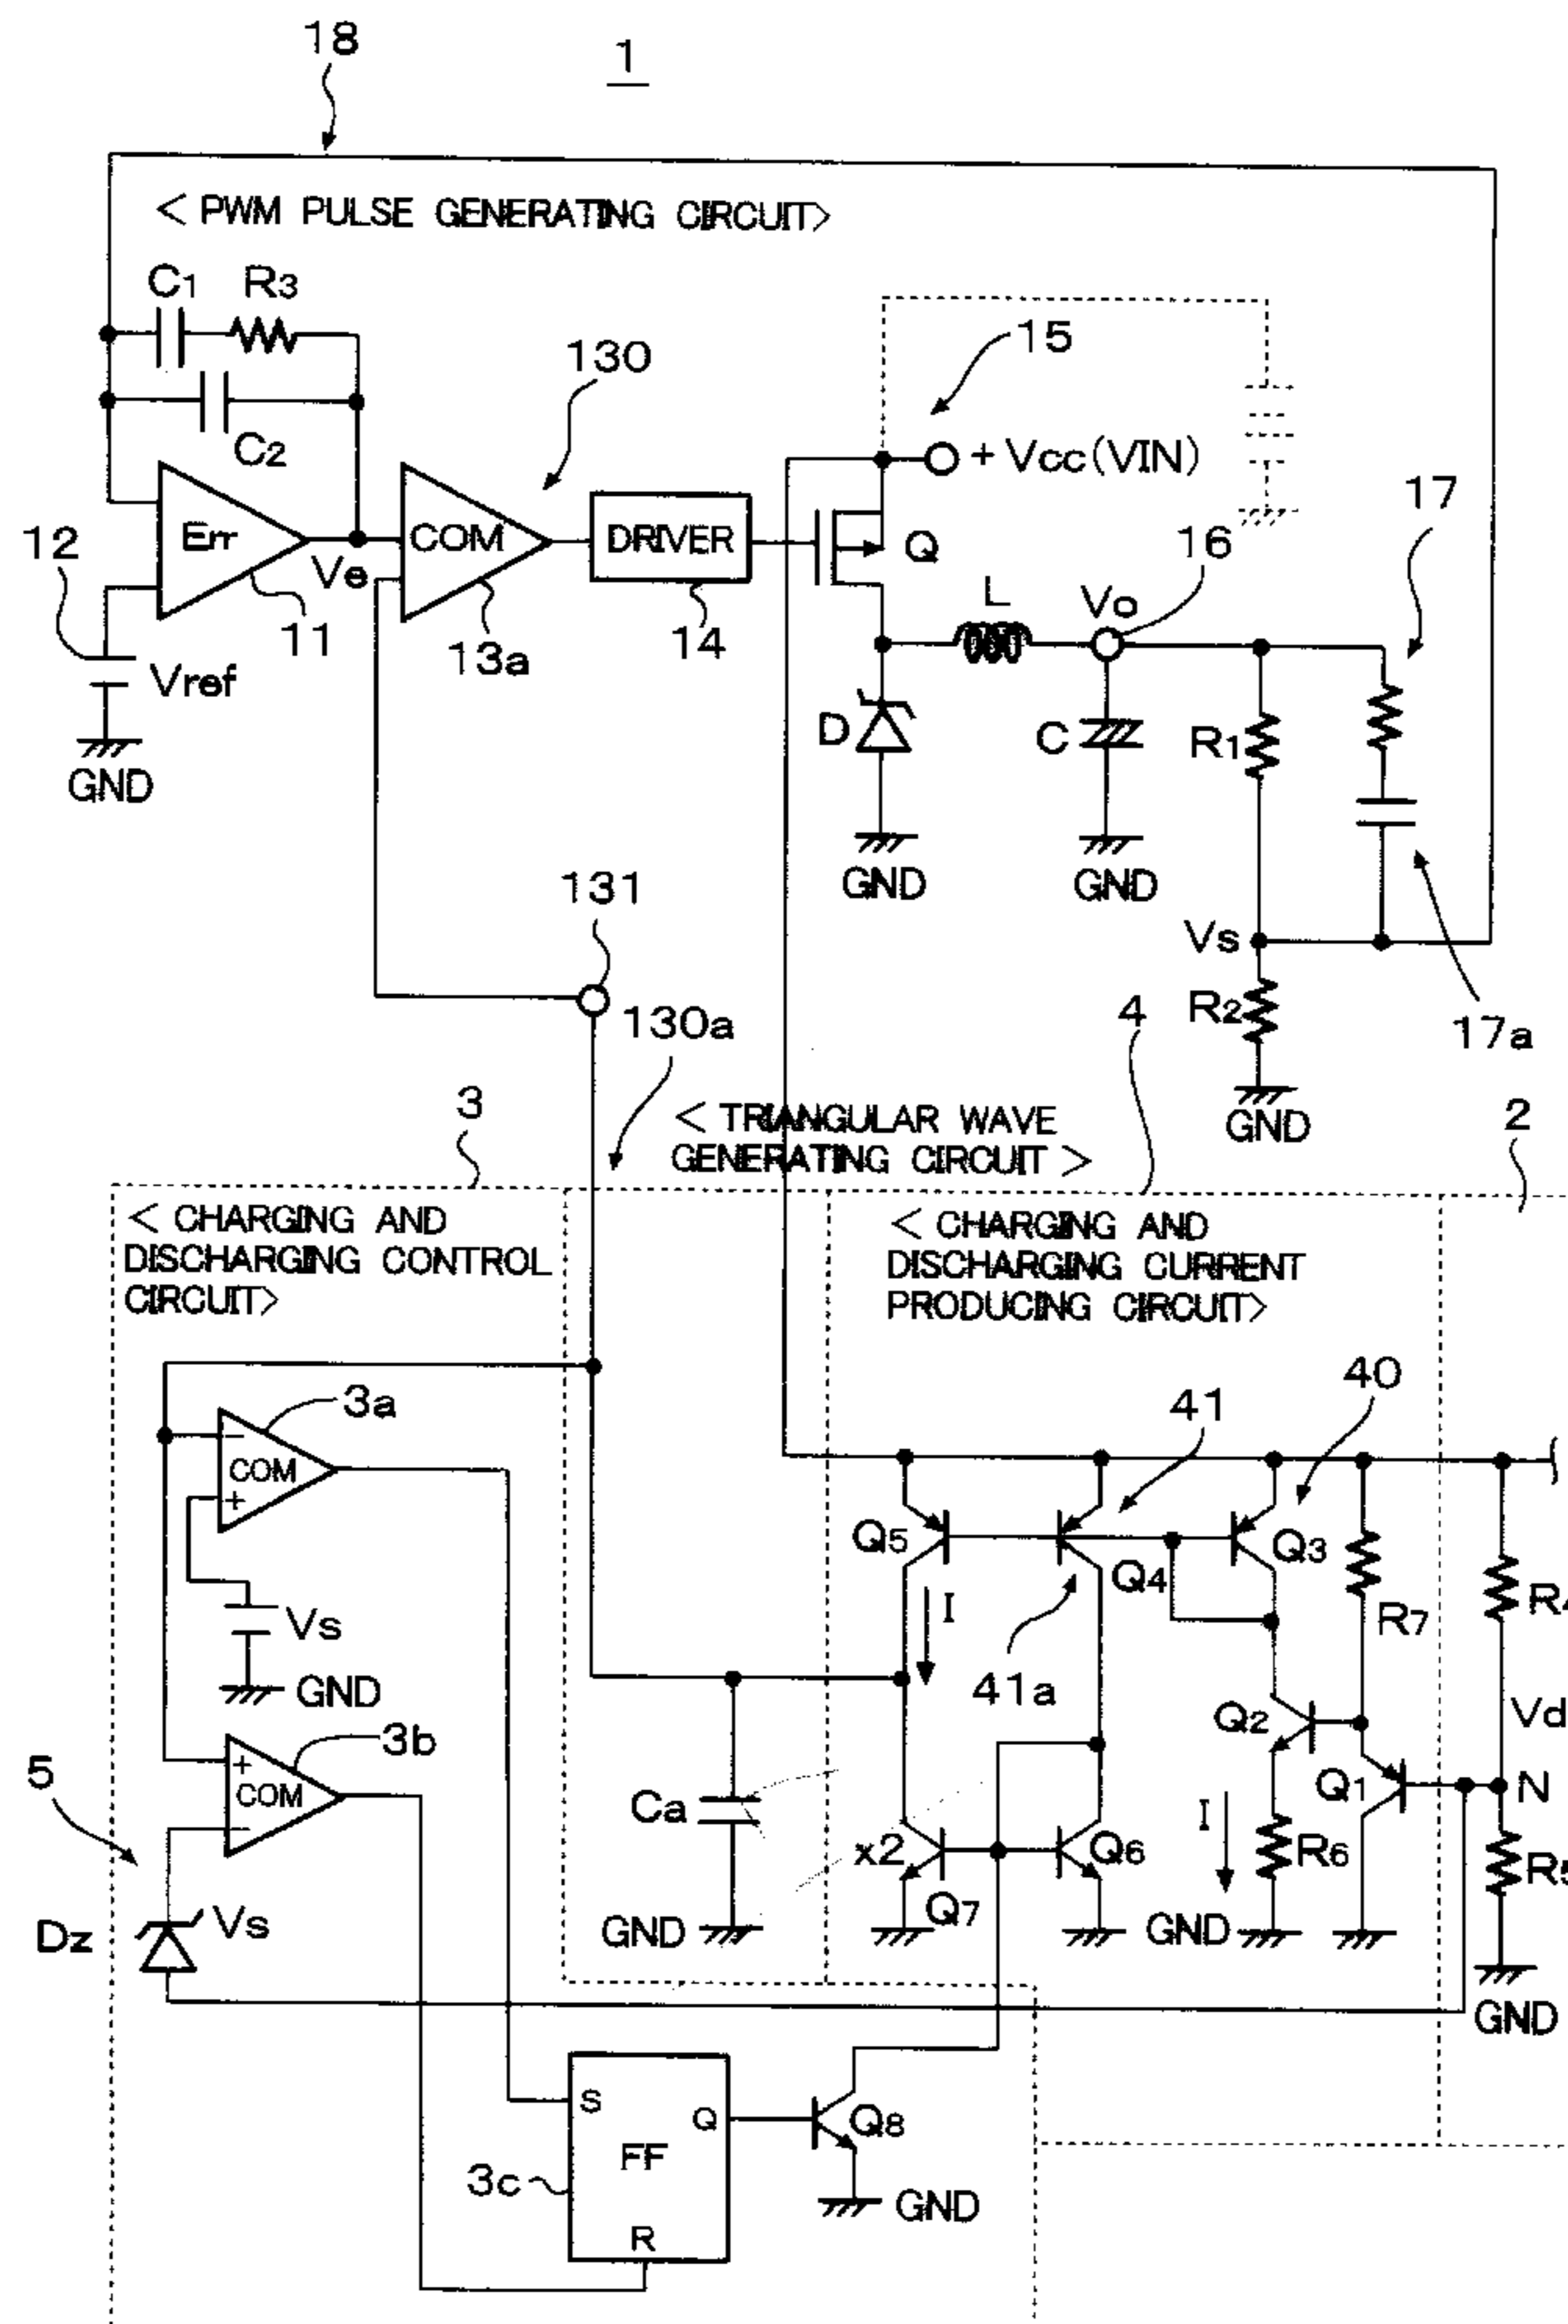 18
1
< PWM PULSE GENERATING CIRCUIT>
C1
R3
130
15
C2
+ Vcc(VIN)
17
12
Err
COM
DRIVER
Q
16
Ve
L
Vo
11
13a
14
Vref
D
C
R1
GND
GND
GND
131
Vs
R2
130a
4
17a
3
< TRIANGULAR WAVE
GENERATING CIRCUIT >
GND
2
< CHARGING AND
DISCHARGING CONTROL
CIRCUIT>
< CHARGING AND
DISCHARGING CURRENT
PRODUCING CIRCUIT>
3a
41
40
−
COM
+
Q5
Q4
Q3
R4
I
R7
Vs
GND
41a
Q2
Vd
3b
5
+
COM
−
Ca
Q1
N
I
x2
Q6
R6
R5
Dz
Vs
Q7
GND
GND
GND
S
Q
Q8
FF
3c
GND
R